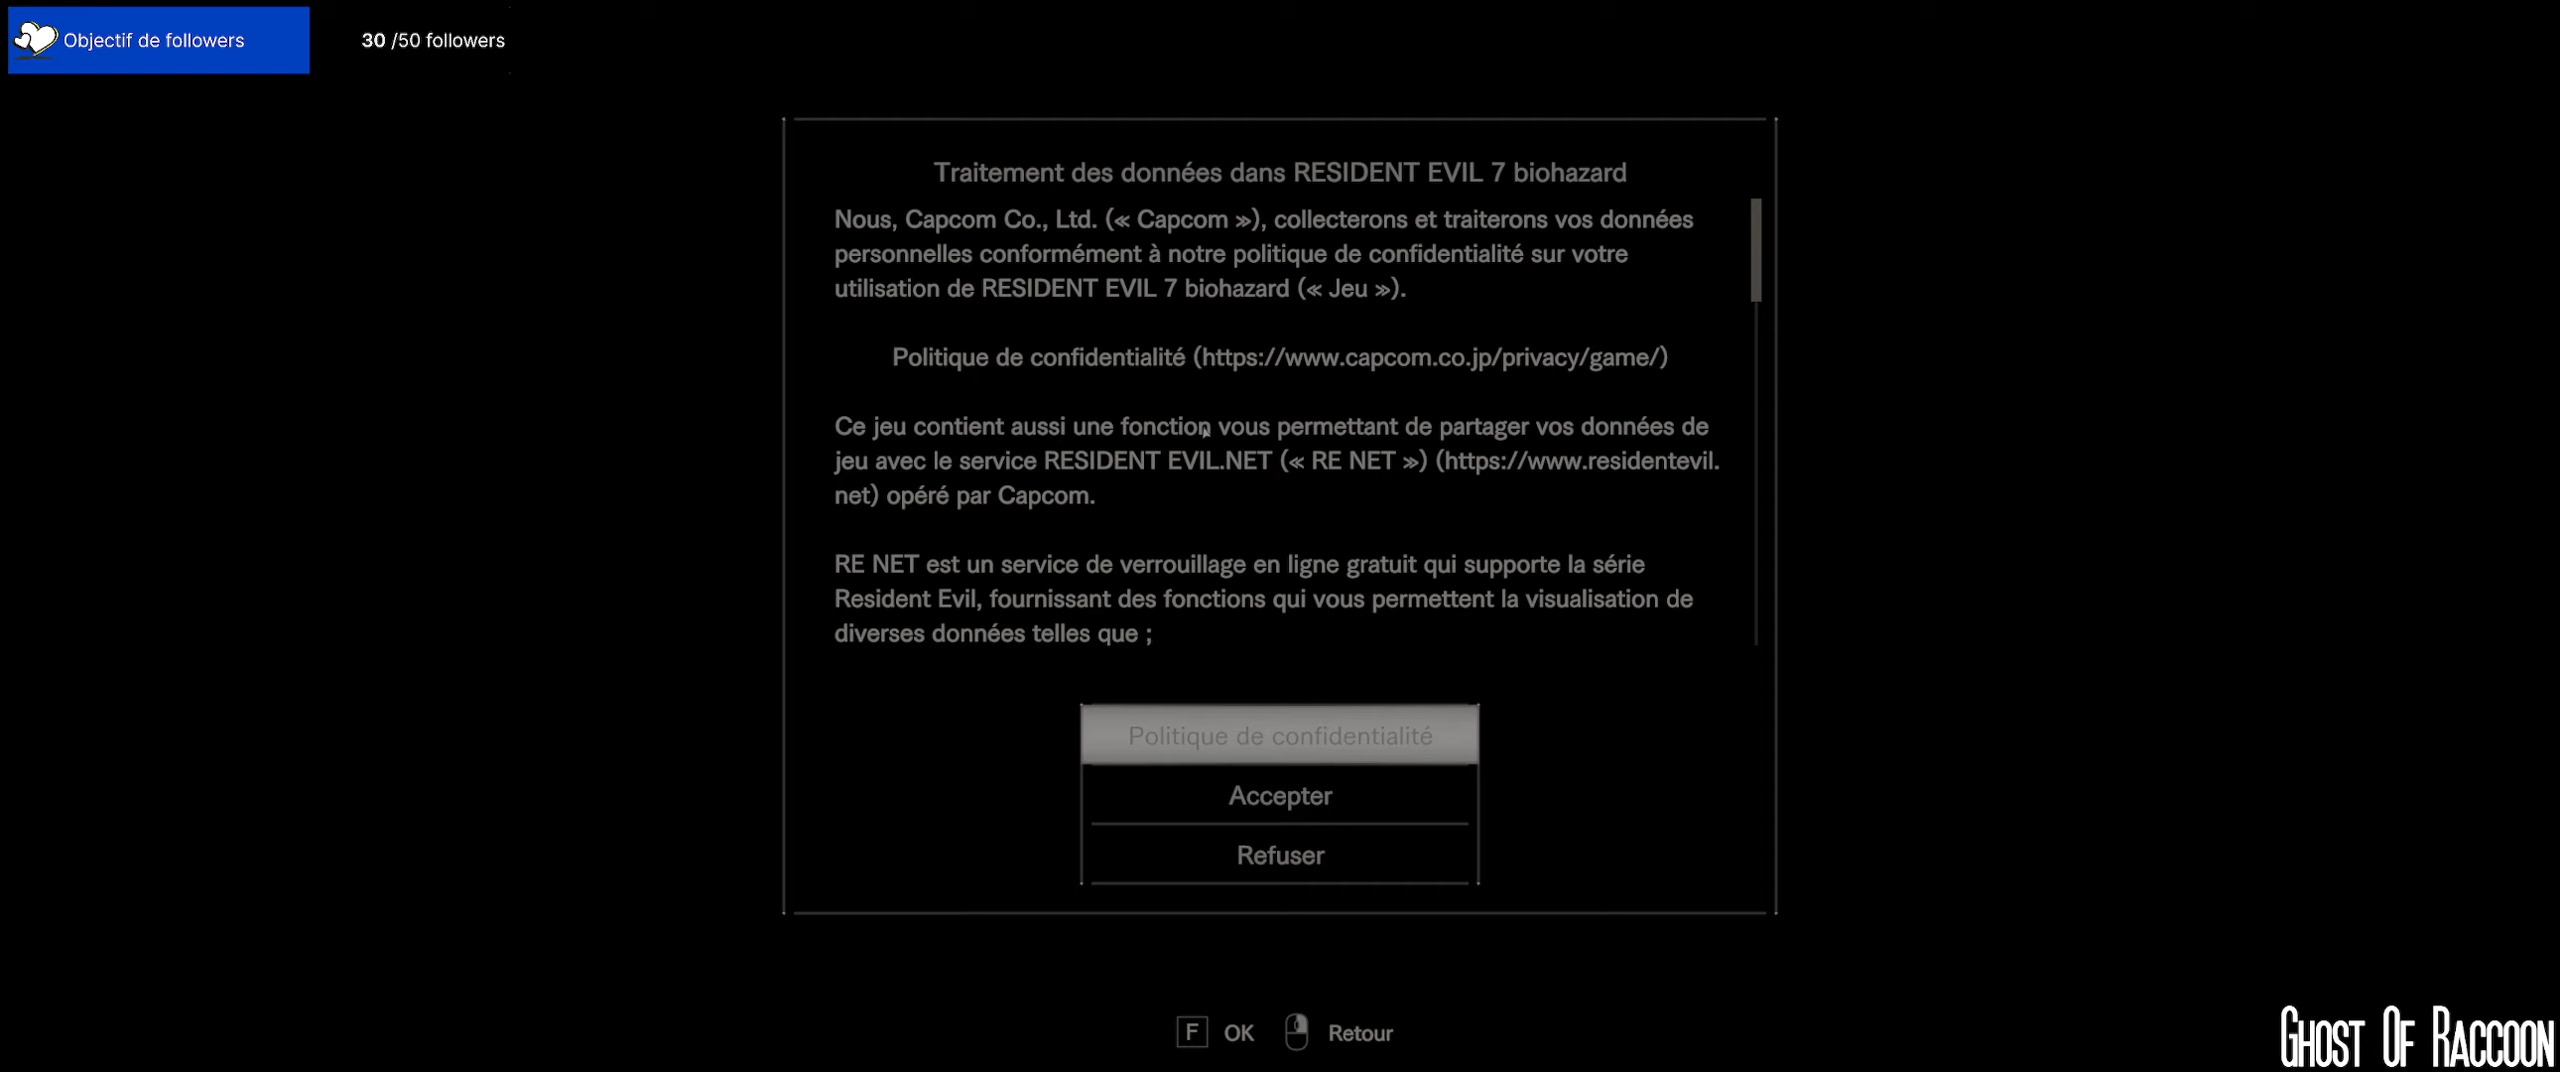 Objectif de followers
30 /50 followers
Traitement des données dans RESIDENT EVIL 7 biohazard
Nous, Capcom Co., Ltd. (« Capcom »), collecterons et traiterons vos données
personnelles conformément à notre politique de confidentialité sur votre
utilisation de RESIDENT EVIL 7 biohazard (« Jeu »).
Politique de confidentialité (https://www.capcom.co.jp/privacy/game/)
Ce jeu contient aussi une fonction vous permettant de partager vos données de
jeu avec le service RESIDENT EVIL.NET (« RE NET ») (https://www.residentevil.
net) opéré par Capcom.
RE NET est un service de verrouillage en ligne gratuit qui supporte la série
Resident Evil, fournissant des fonctions qui vous permettent la visualisation de
diverses données telles que ;
Politique de confidentialité
Accepter
Refuser
F OK Retour
GHOST OF RACCOON